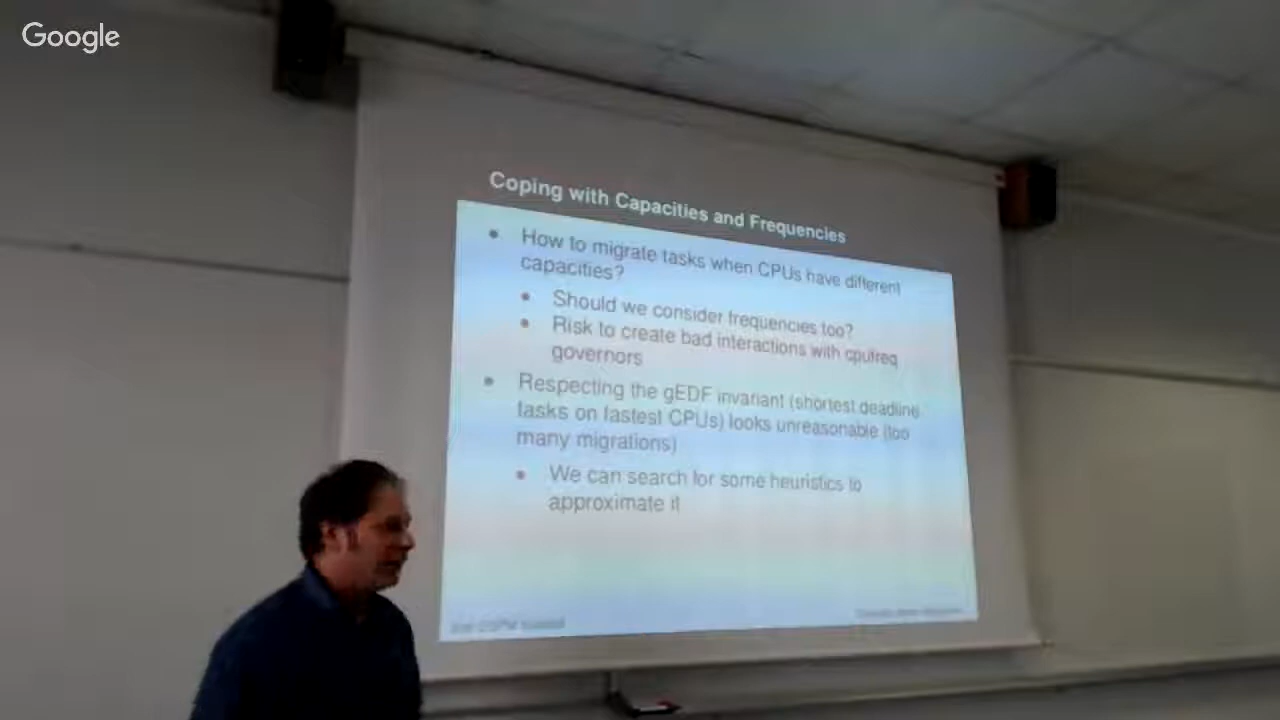 Google
Coping with Capacities and Frequencies
• How to migrate tasks when CPUs have different
capacities?
• Should we consider frequencies too?
• Risk to create bad interactions with cpufreq
governors
• Respecting the gEDF invariant (shortest deadline
tasks on fastest CPUs) looks unreasonable (too
many migrations)
• We can search for some heuristics to
approximate it